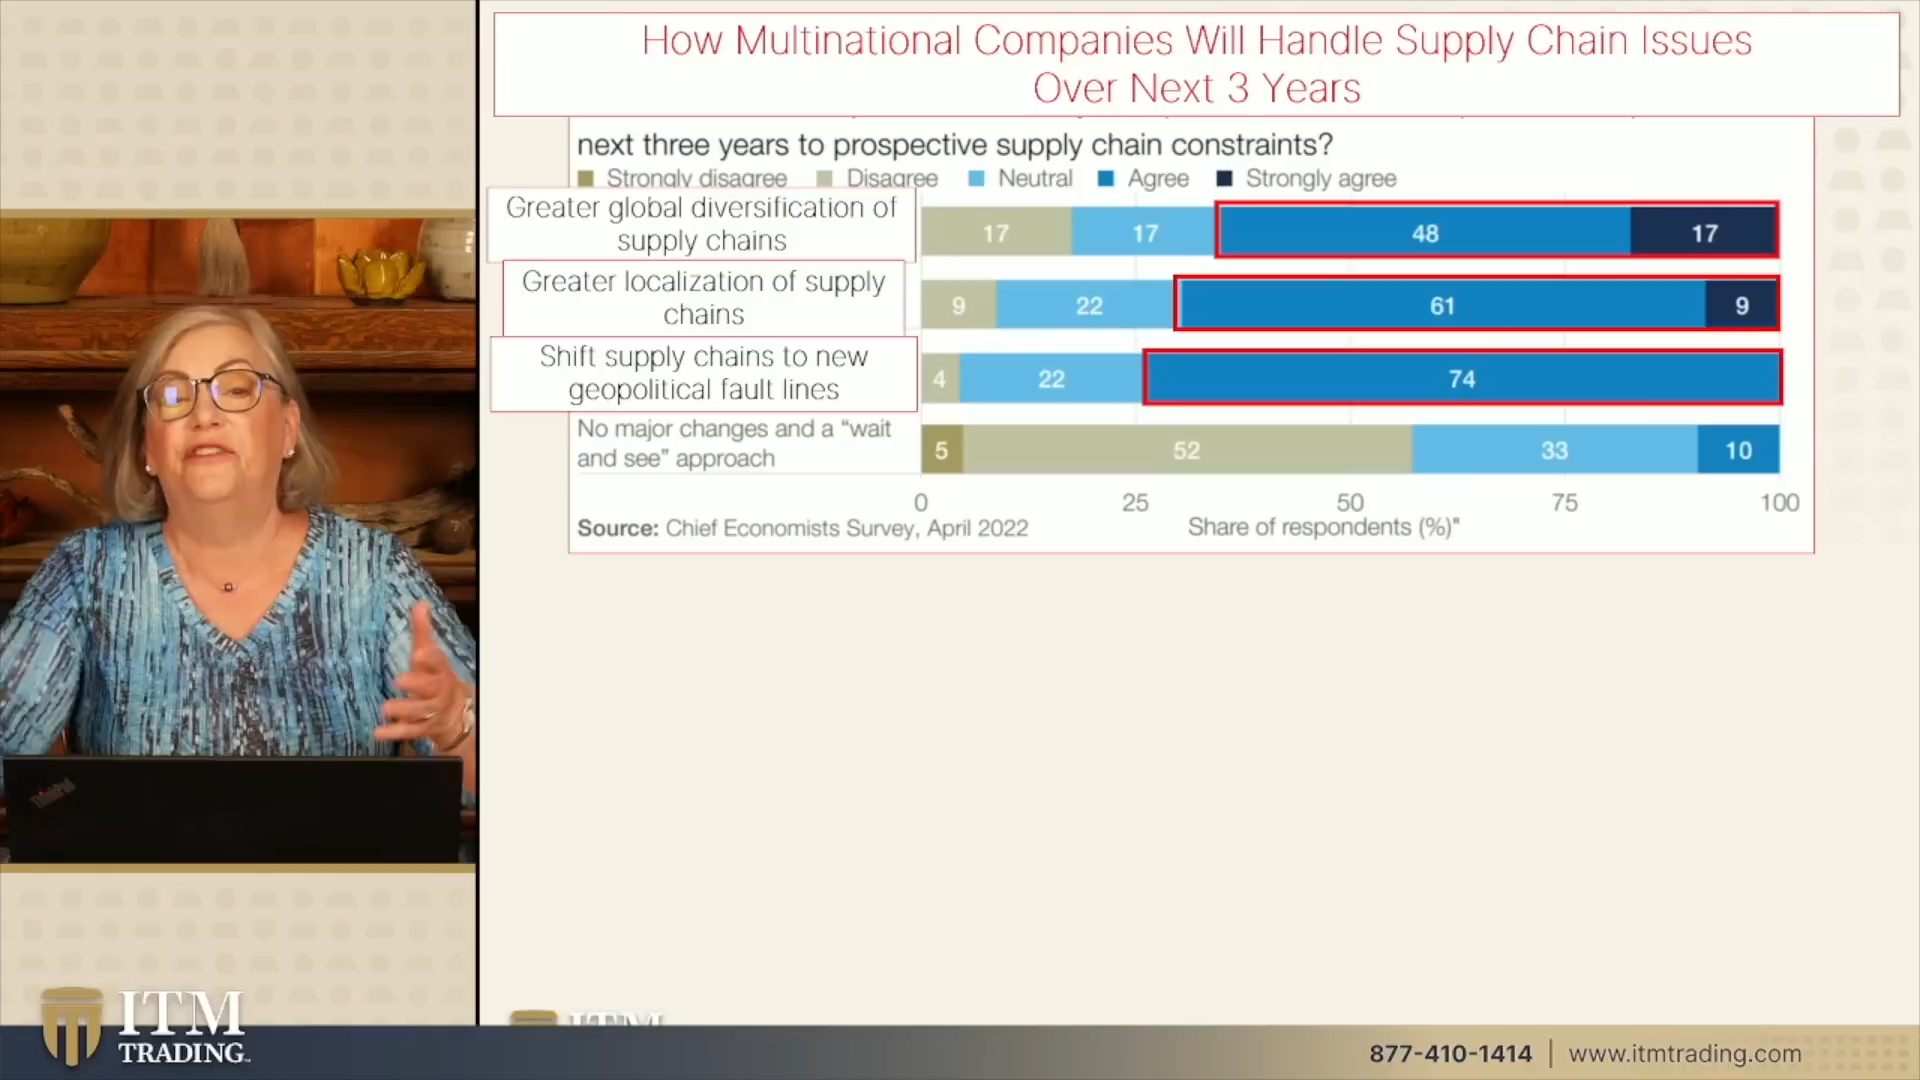 How Multinational Companies Will Handle Supply Chain Issues
Over Next 3 Years
next three years to prospective supply chain constraints?
Strongly disagree Disagree Neutral Agree Strongly agree
Greater global diversification of
supply chains
17 17 48 17
Greater localization of supply
chains
9 22 61 9
Shift supply chains to new
geopolitical fault lines
4 22 74
No major changes and a “wait
and see” approach
5 52 33 10
0 25 50 75 100
Source: Chief Economists Survey, April 2022
Share of respondents (%)"
ThinkPad
ITM
TRADING
ITM
877-410-1414 | www.itmtrading.com